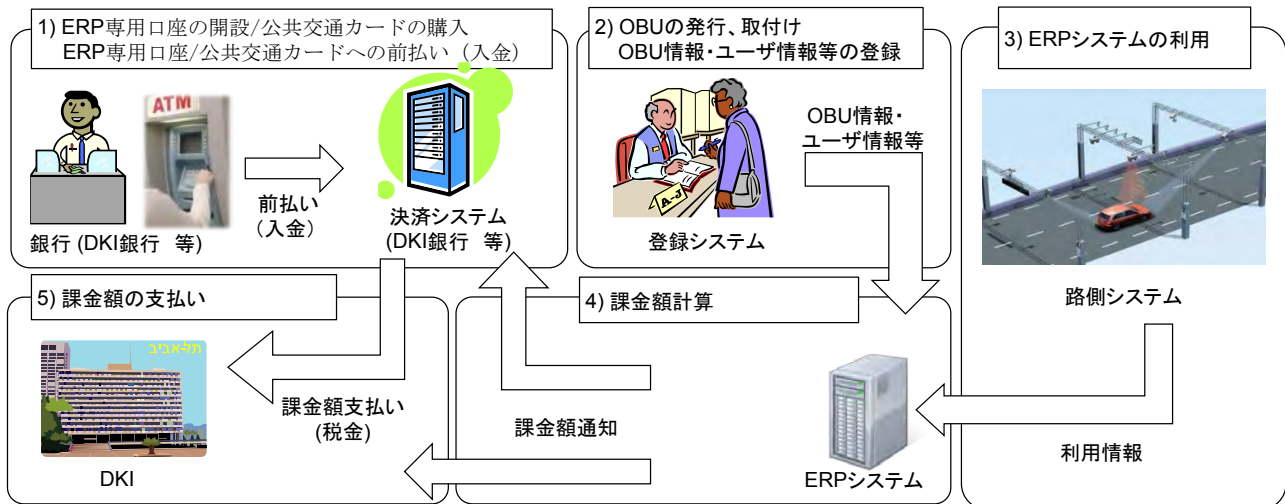 1) ERP専用口座の開設/公共交通カードの購入
ERP専用口座/公共交通カードへの前払い（入金）
ATM
前払い
（入金）
銀行 (DKI銀行 等)
決済システム
(DKI銀行 等)
2) OBUの発行、取付け
OBU情報・ユーザ情報等の登録
A-J
登録システム
OBU情報・
ユーザ情報等
3) ERPシステムの利用
路側システム
利用情報
4) 課金額計算
ERPシステム
課金額通知
5) 課金額の支払い
תל-אביב
課金額支払い
(税金)
DKI